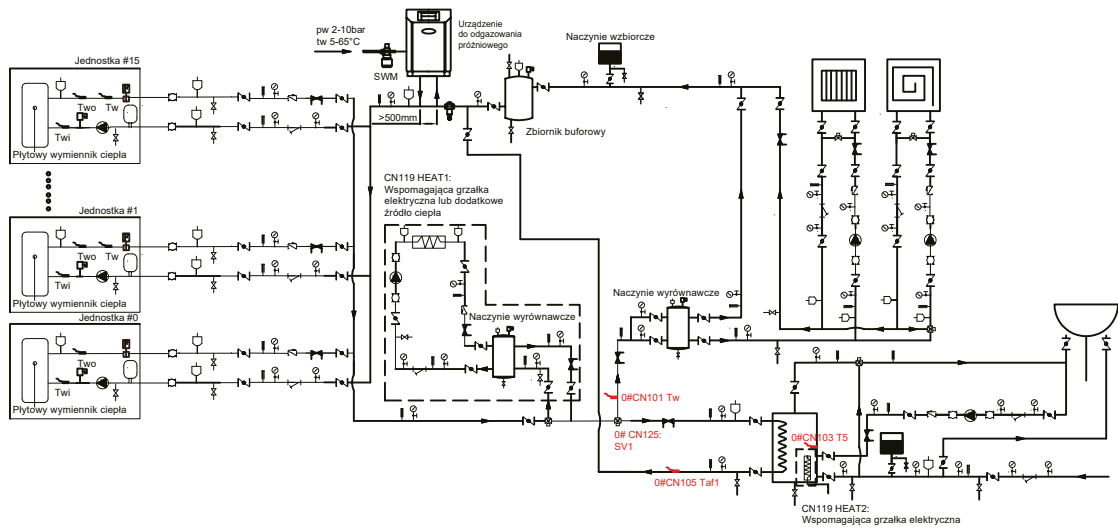 pw 2-10bar
tw 5-65°C
SWM
Urządzenie
do odgazowania
próżniowego
Naczynie wzbiorcze
Zbiornik buforowy
>500mm
Jednostka #15
Two
Tw
Twi
Płytowy wymiennik ciepła
Jednostka #1
Two
Tw
Twi
Płytowy wymiennik ciepła
Jednostka #0
Two
Tw
Twi
Płytowy wymiennik ciepła
CN119 HEAT1:
Wspomagająca grzałka
elektryczna lub dodatkowe
źródło ciepła
Naczynie wyrównawcze
Naczynie wyrównawcze
0#CN101 Tw
0# CN125:
SV1
0#CN103 T5
0#CN105 Taf1
CN119 HEAT2:
Wspomagająca grzałka elektryczna